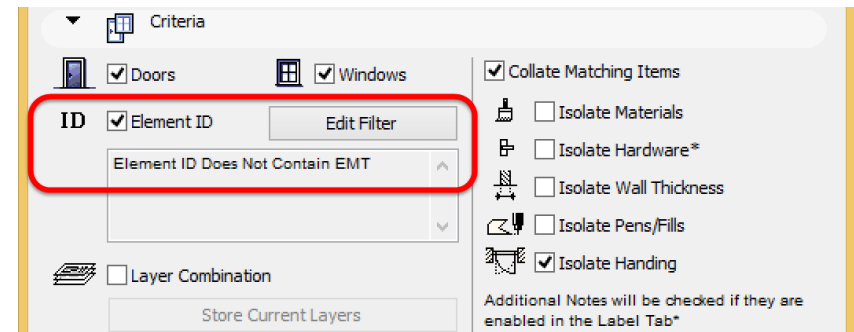 Criteria
Doors
Windows
ID
Element ID
Edit Filter
Element ID Does Not Contain EMT
Layer Combination
Store Current Layers
Collate Matching Items
Isolate Materials
Isolate Hardware*
Isolate Wall Thickness
Isolate Pens/Fills
Isolate Handing
Additional Notes will be checked if they are
enabled in the Label Tab*